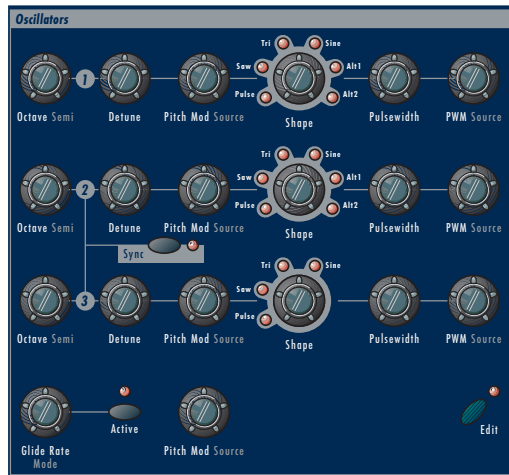 Oscillators
Tri Sine
Saw Alt1
1
Pulse Alt2
Octave Semi Detune Pitch Mod Source Shape Pulsewidth PWM Source
Tri Sine
Saw Alt1
2
Pulse Alt2
Octave Semi Detune Pitch Mod Source Shape Pulsewidth PWM Source
Sync
Tri Sine
Saw
3
Pulse
Octave Semi Detune Pitch Mod Source Shape Pulsewidth PWM Source
Active Edit
Glide Rate Pitch Mod Source
Mode